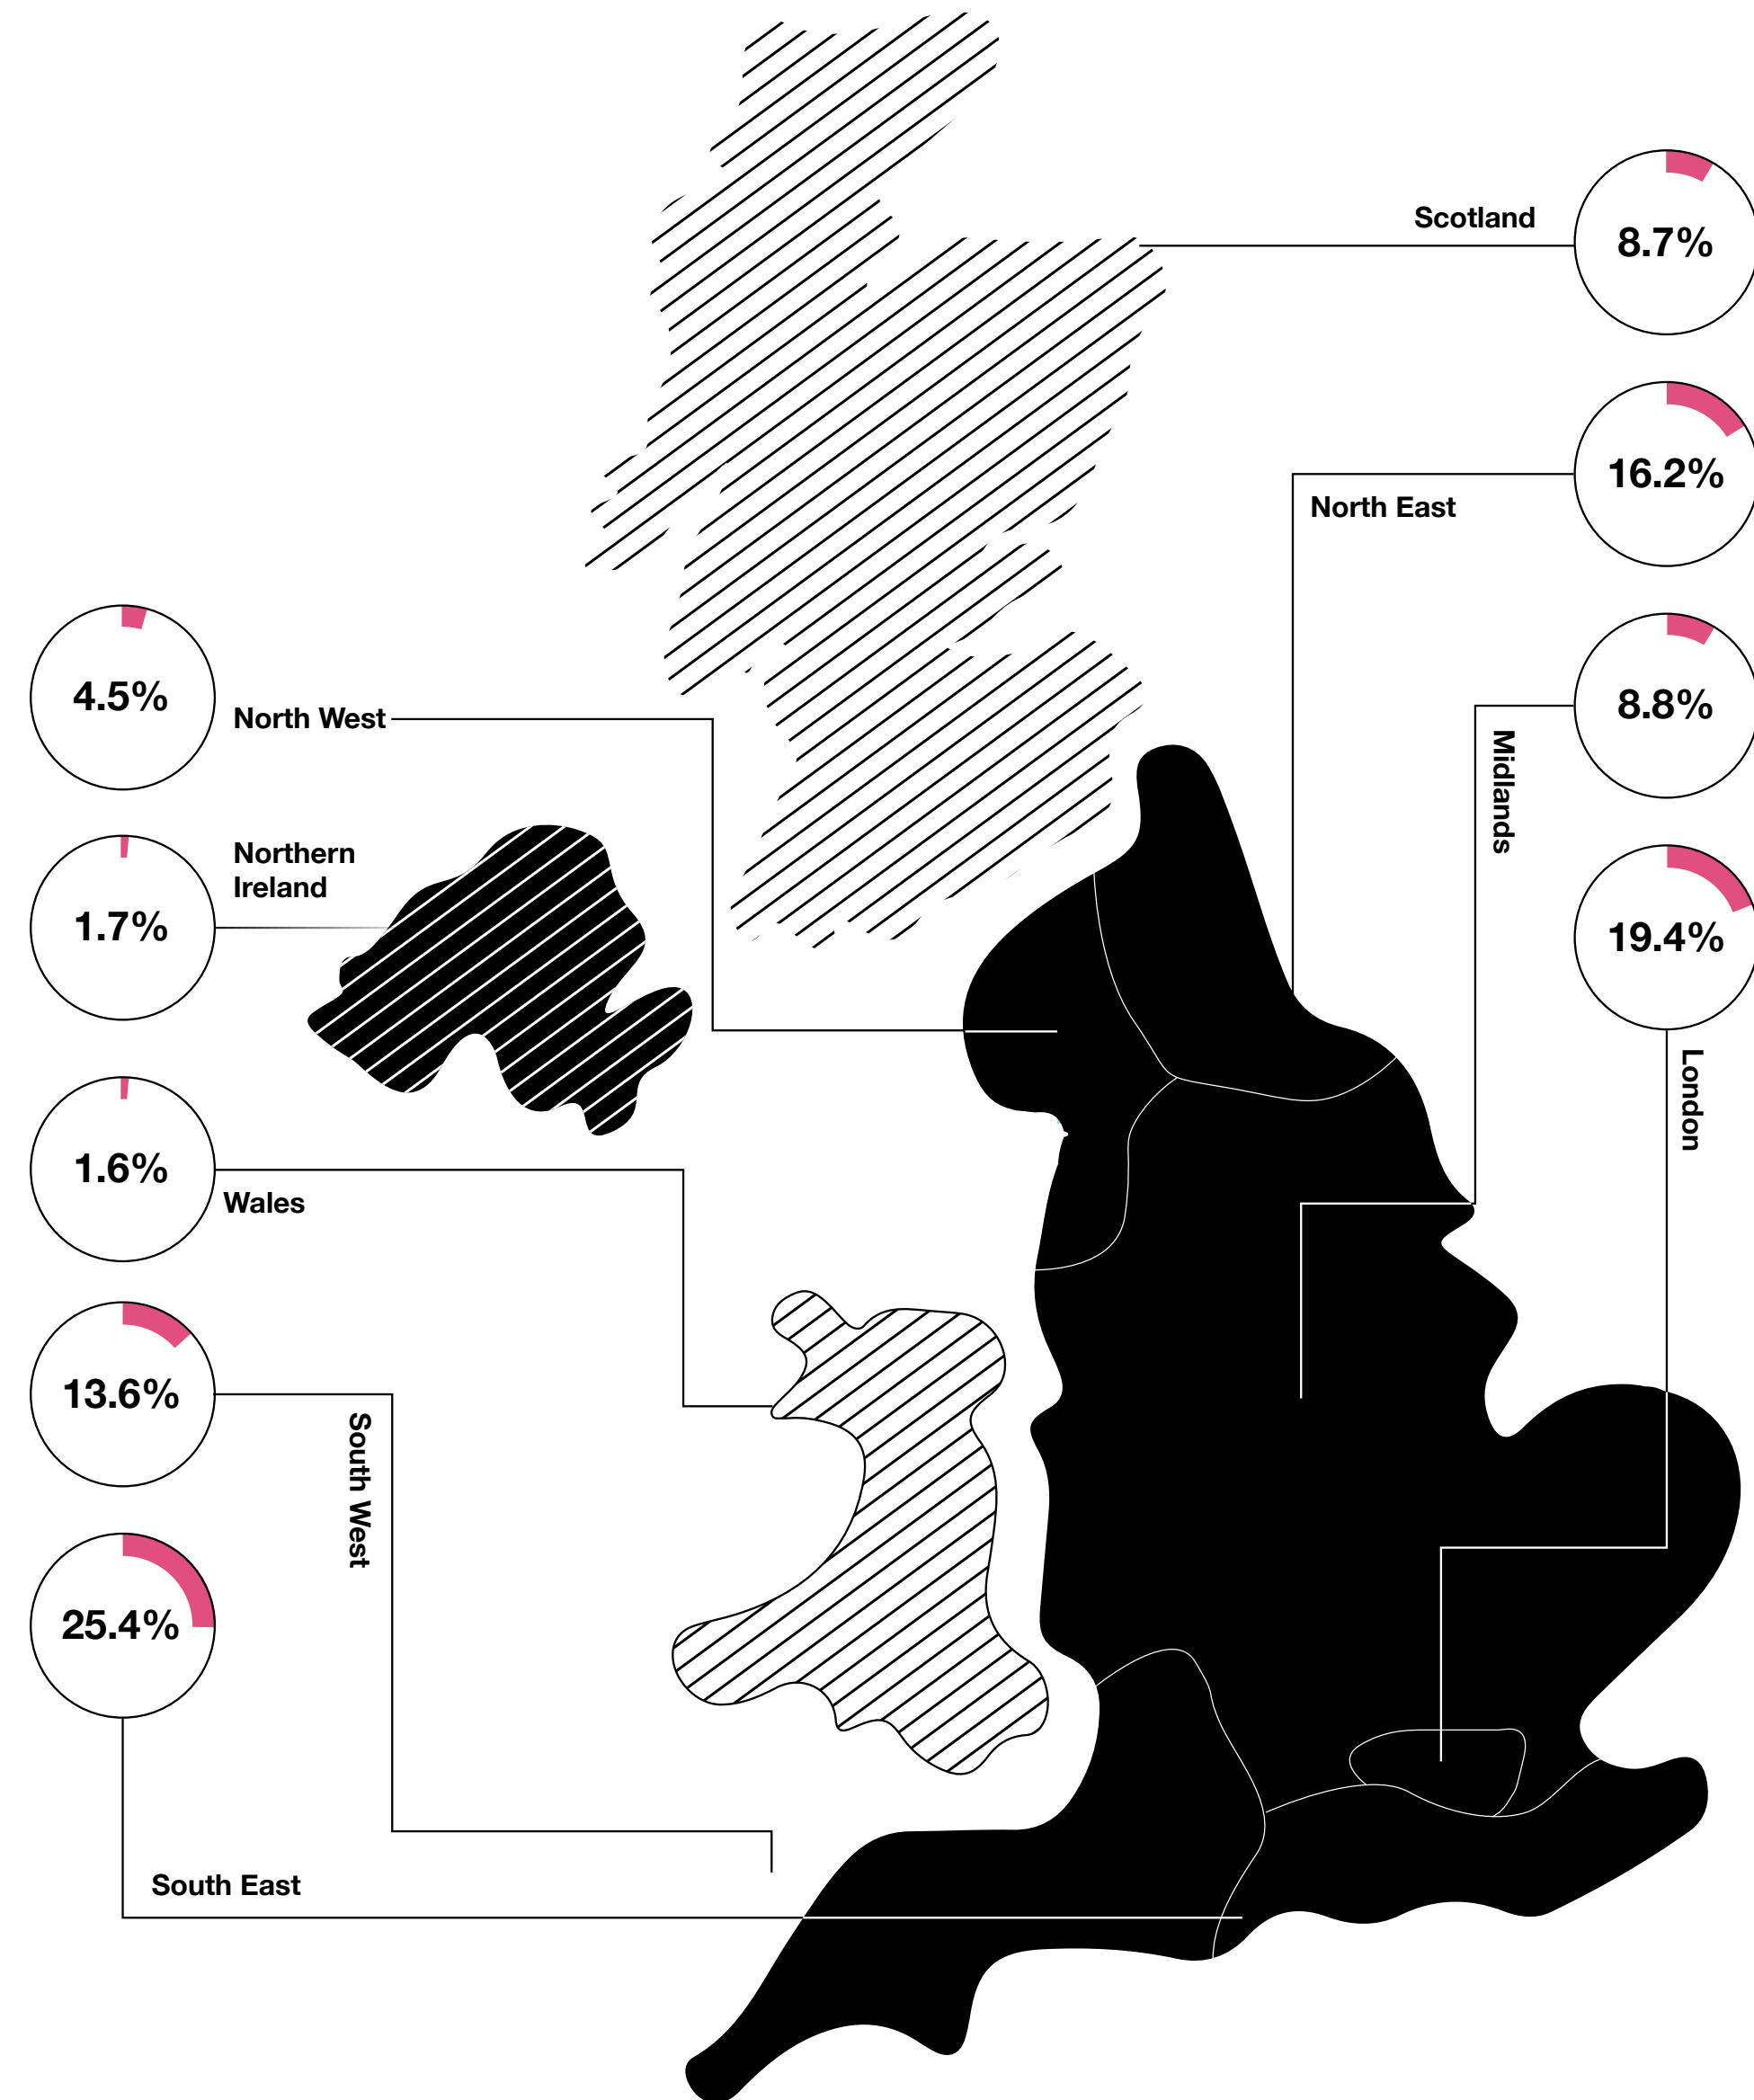 Scotland
8.7%
16.2%
North East
4.5%
North West
8.8%
Midlands
Northern
Ireland
1.7%
19.4%
London
1.6%
Wales
13.6%
South West
25.4%
South East